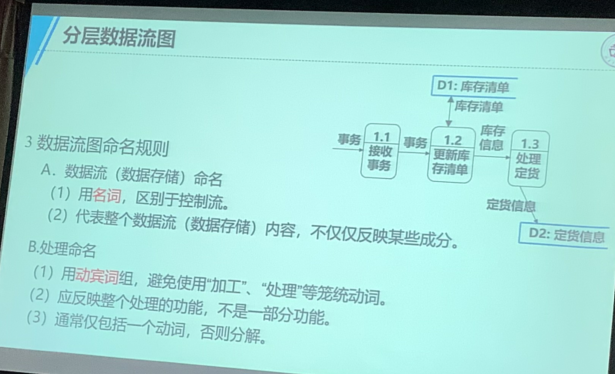 分层数据流图
D1: 库存清单
库存清单
事务
1.1
接收
事务
事务
1.2
更新库
存清单
库存
信息
1.3
处理
定货
定货信息
D2: 定货信息
3 数据流图命名规则
A. 数据流（数据存储）命名
（1）用名词，区别于控制流。
（2）代表整个数据流（数据存储）内容，不仅仅反映某些成分。
B.处理命名
（1）用动宾词组，避免使用“加工”、“处理”等笼统动词。
（2）应反映整个处理的功能，不是一部分功能。
（3）通常仅包括一个动词，否则分解。